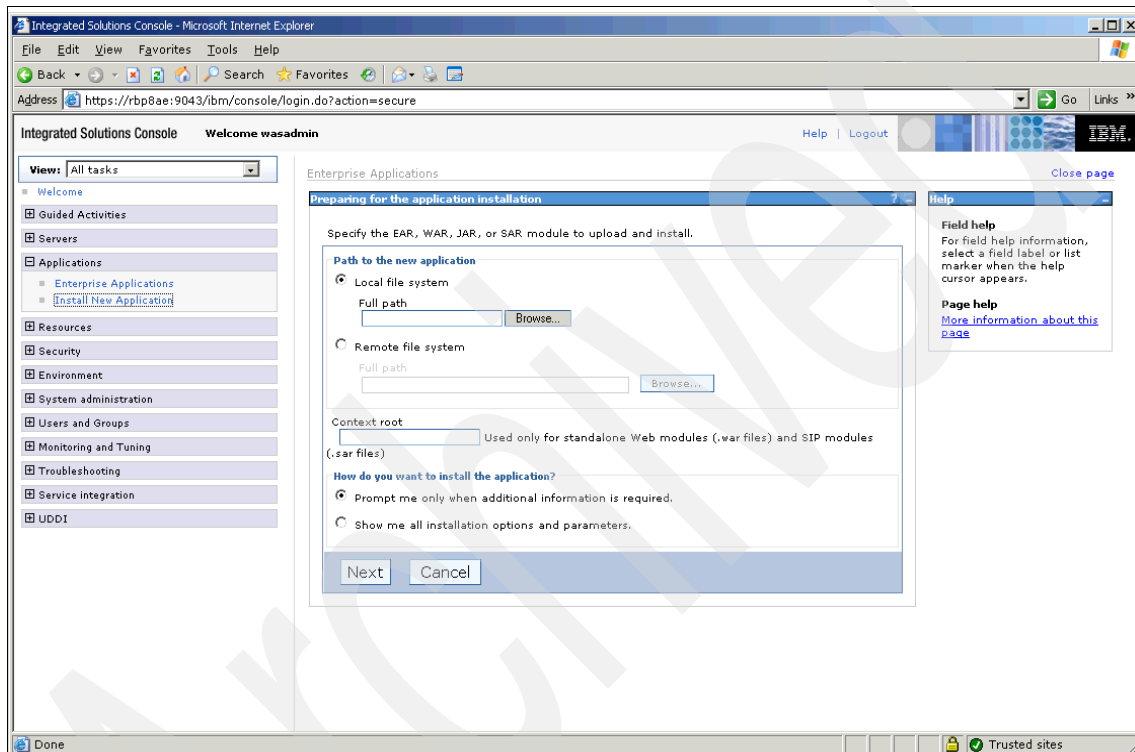 Integrated Solutions Console - Microsoft Internet Explorer
File Edit View Favorites Tools Help
Back Search Favorites
Address https://rbp8ae:9043/ibm/console/login.do?action=secure Go Links »
Integrated Solutions Console Welcome wasadmin Help | Logout IBM.
View: All tasks
Welcome
Guided Activities
Servers
Applications
Enterprise Applications
Install New Application
Resources
Security
Environment
System administration
Users and Groups
Monitoring and Tuning
Troubleshooting
Service integration
UDDI
Enterprise Applications Close page
Preparing for the application installation ? –
Specify the EAR, WAR, JAR, or SAR module to upload and install.
Path to the new application
Local file system
Full path
Browse...
Remote file system
Full path
Browse...
Context root
Used only for standalone Web modules (.war files) and SIP modules
(.sar files)
How do you want to install the application?
Prompt me only when additional information is required.
Show me all installation options and parameters.
Next Cancel
Help –
Field help
For field help information,
select a field label or list
marker when the help
cursor appears.
Page help
More information about this
page
Done Trusted sites
Archived